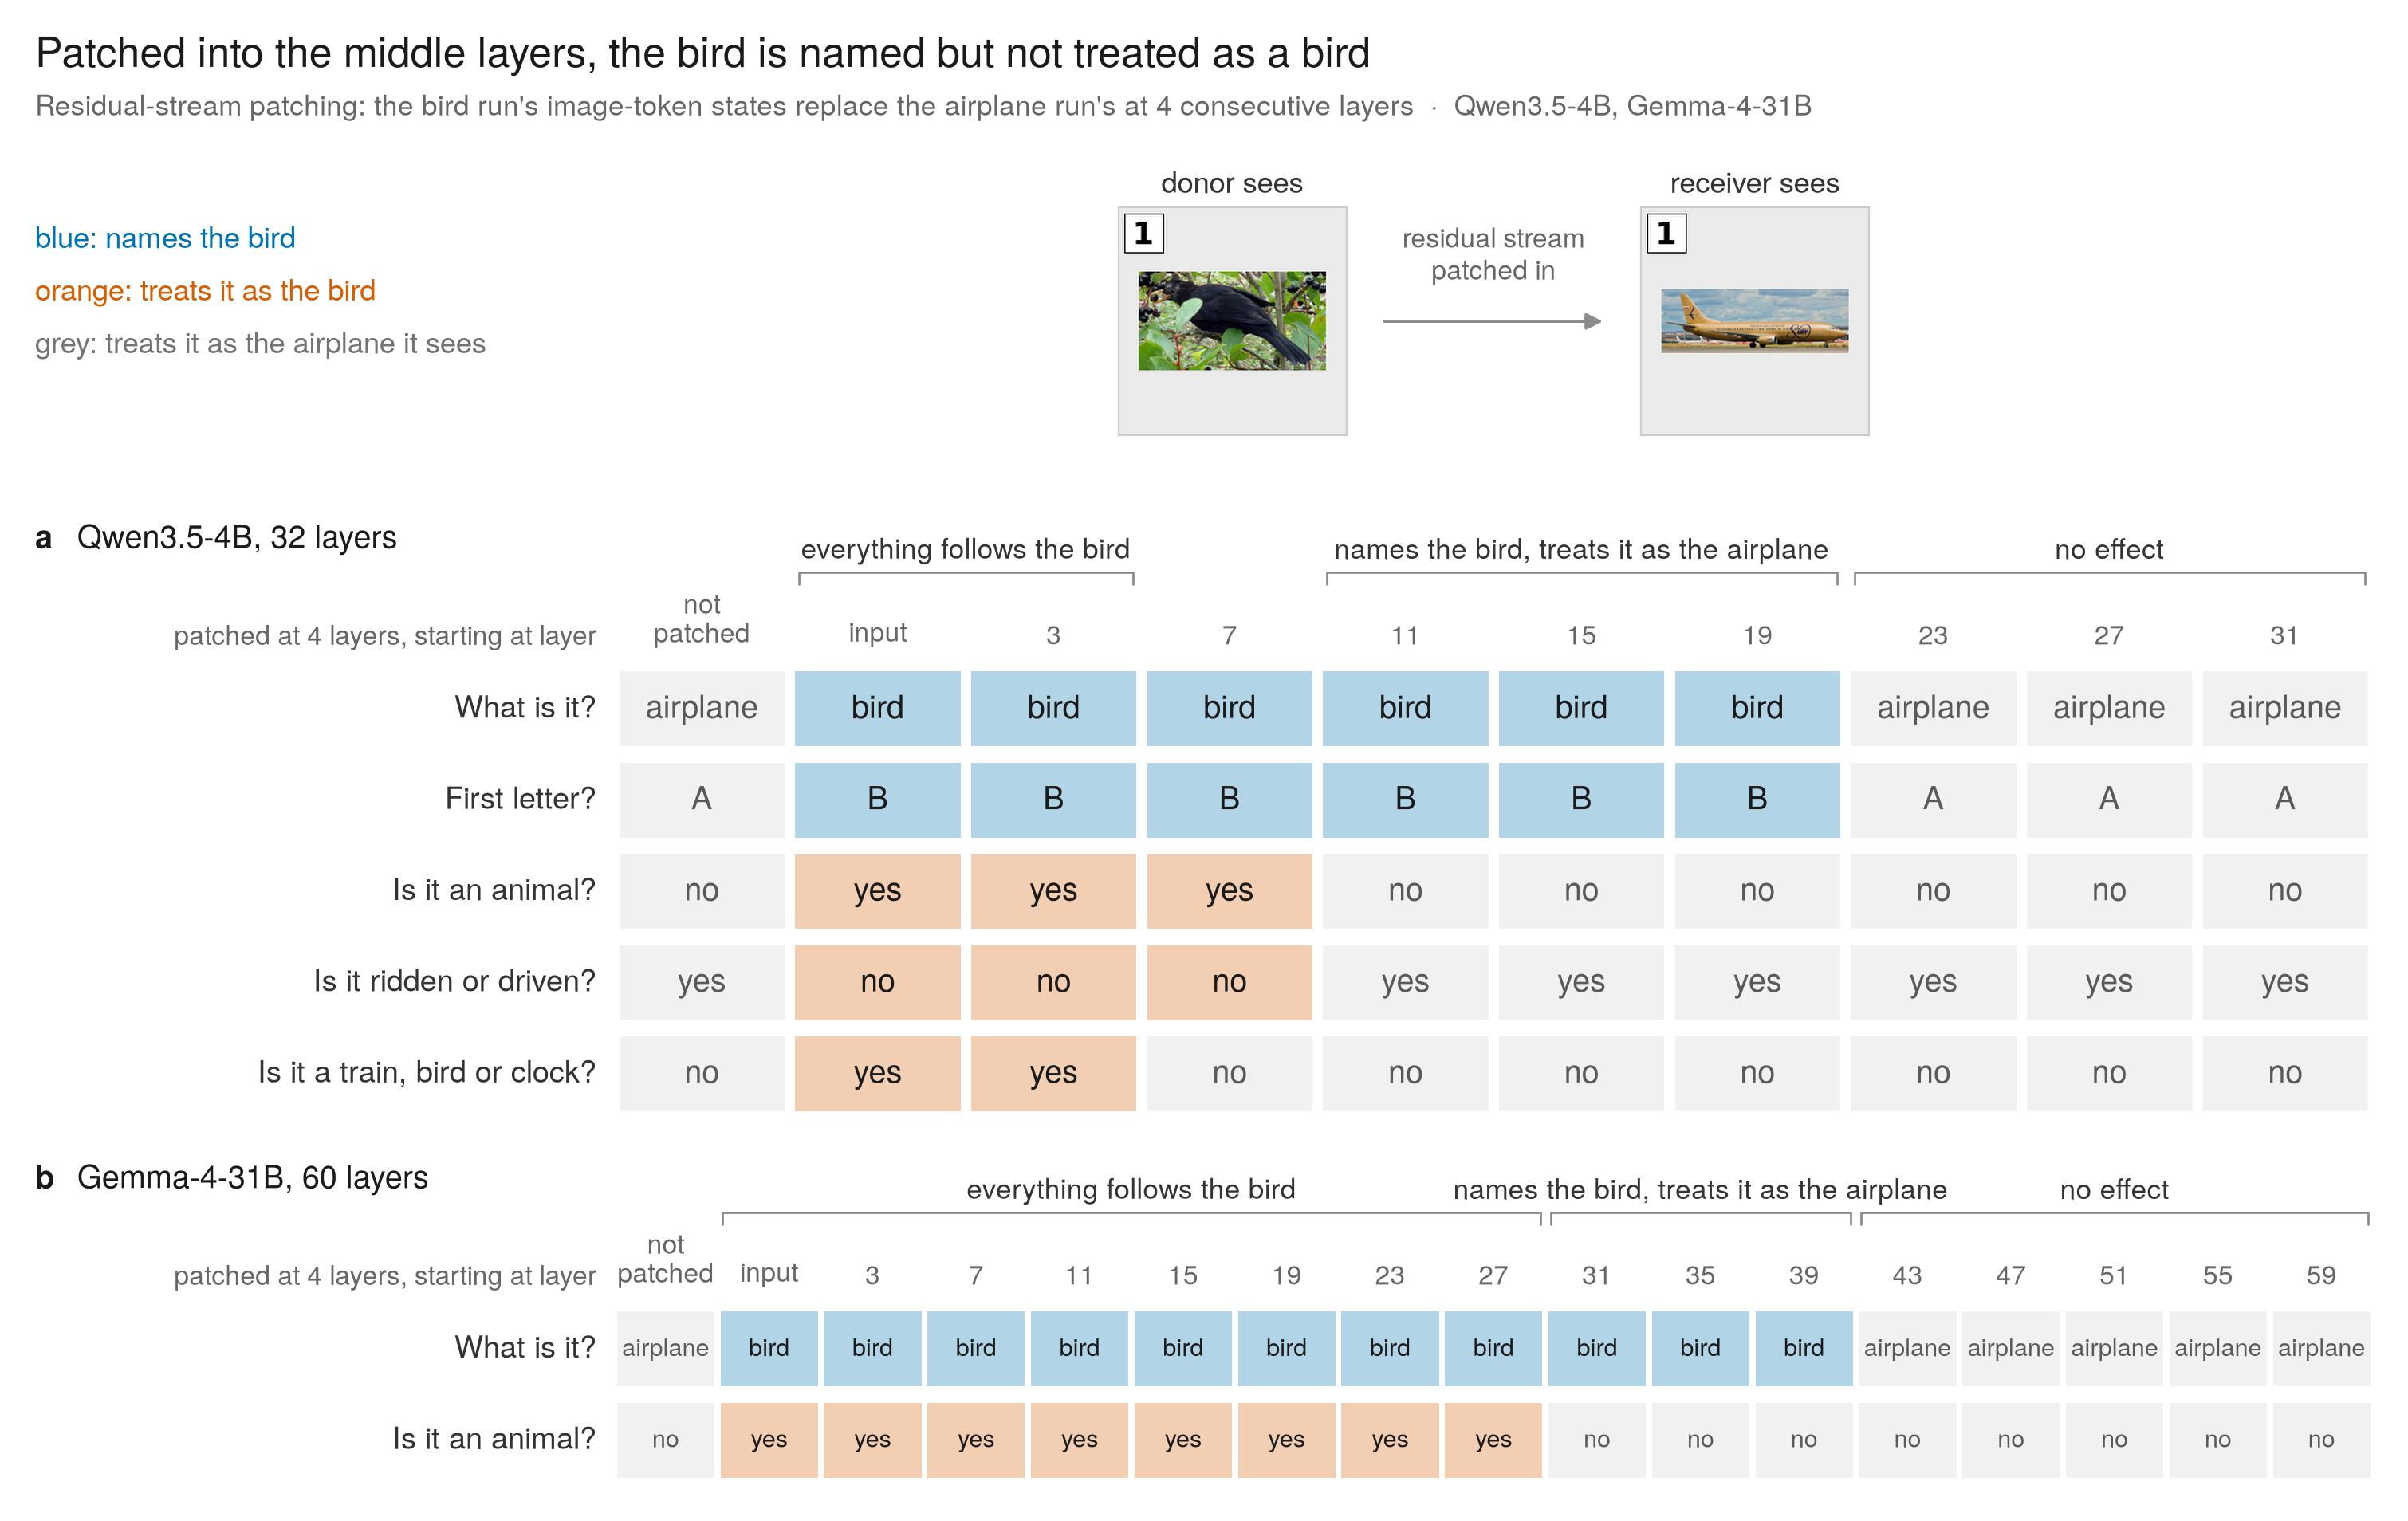 Patched into the middle layers, the bird is named but not treated as a bird
Residual-stream patching: the bird run's image-token states replace the airplane run's at 4 consecutive layers · Qwen3.5-4B, Gemma-4-31B
donor sees
receiver sees
blue: names the bird
orange: treats it as the bird
grey: treats it as the airplane it sees
1
residual stream
patched in
1
a Qwen3.5-4B, 32 layers
everything follows the bird
names the bird, treats it as the airplane
no effect
patched at 4 layers, starting at layer
not
patched
input 3 7 11 15 19 23 27 31
What is it? airplane bird bird bird bird bird bird airplane airplane airplane
First letter? A B B B B B B A A A
Is it an animal? no yes yes yes no no no no no no
Is it ridden or driven? yes no no no yes yes yes yes yes yes
Is it a train, bird or clock? no yes yes no no no no no no no
b Gemma-4-31B, 60 layers
everything follows the bird
names the bird, treats it as the airplane
no effect
patched at 4 layers, starting at layer
not
patched
input 3 7 11 15 19 23 27 31 35 39 43 47 51 55 59
What is it? airplane bird bird bird bird bird bird bird bird bird bird bird airplane airplane airplane airplane airplane
Is it an animal? no yes yes yes yes yes yes yes yes no no no no no no no no